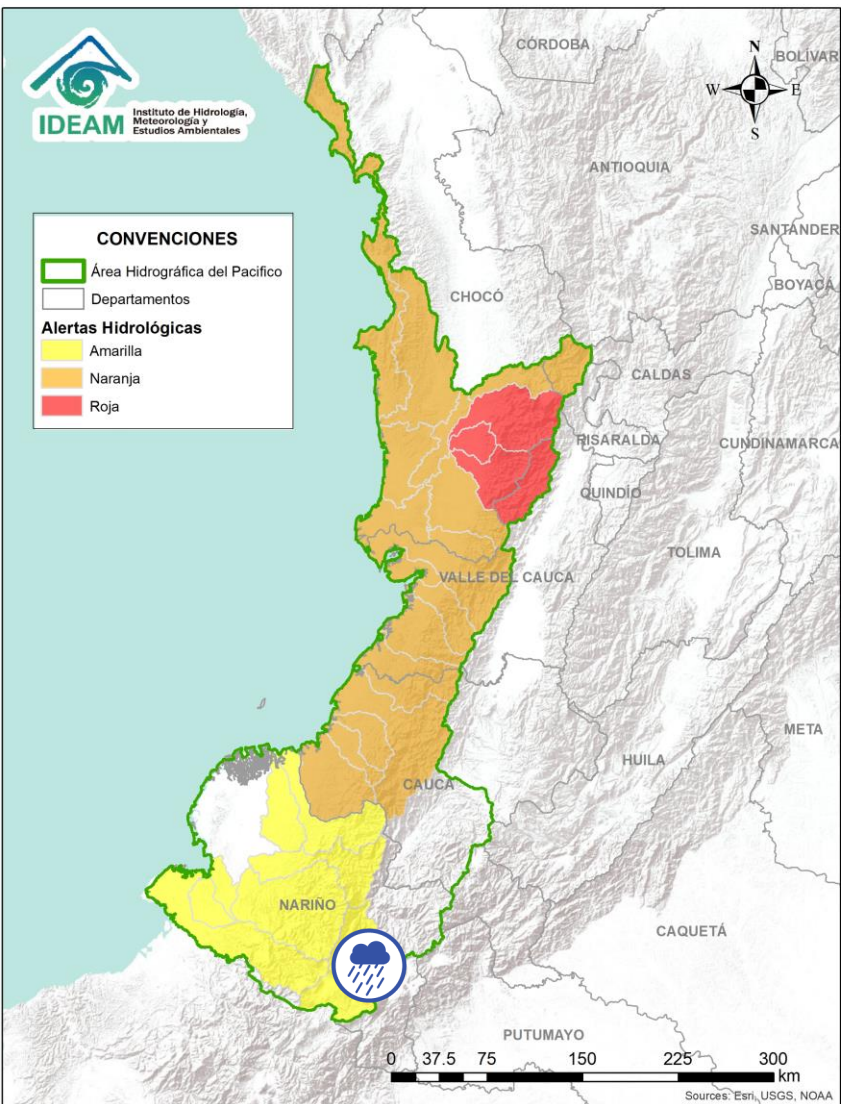 IDEAM
Instituto de Hidrología,
Meteorología y
Estudios Ambientales
N
W
E
S
CÓRDOBA
BOLÍVAR
ANTIOQUIA
SANTANDER
BOYACÁ
CHOCÓ
CALDAS
RISARALDA
CUNDINAMARCA
QUINDÍO
TOLIMA
VALLE DEL CAUCA
META
HUILA
CAUCA
NARIÑO
CAQUETÁ
PUTUMAYO
CONVENCIONES
Área Hidrográfica del Pacifico
Departamentos
Alertas Hidrológicas
Amarilla
Naranja
Roja
0 37.5 75 150 225 300
km
Sources: Esri, USGS, NOAA